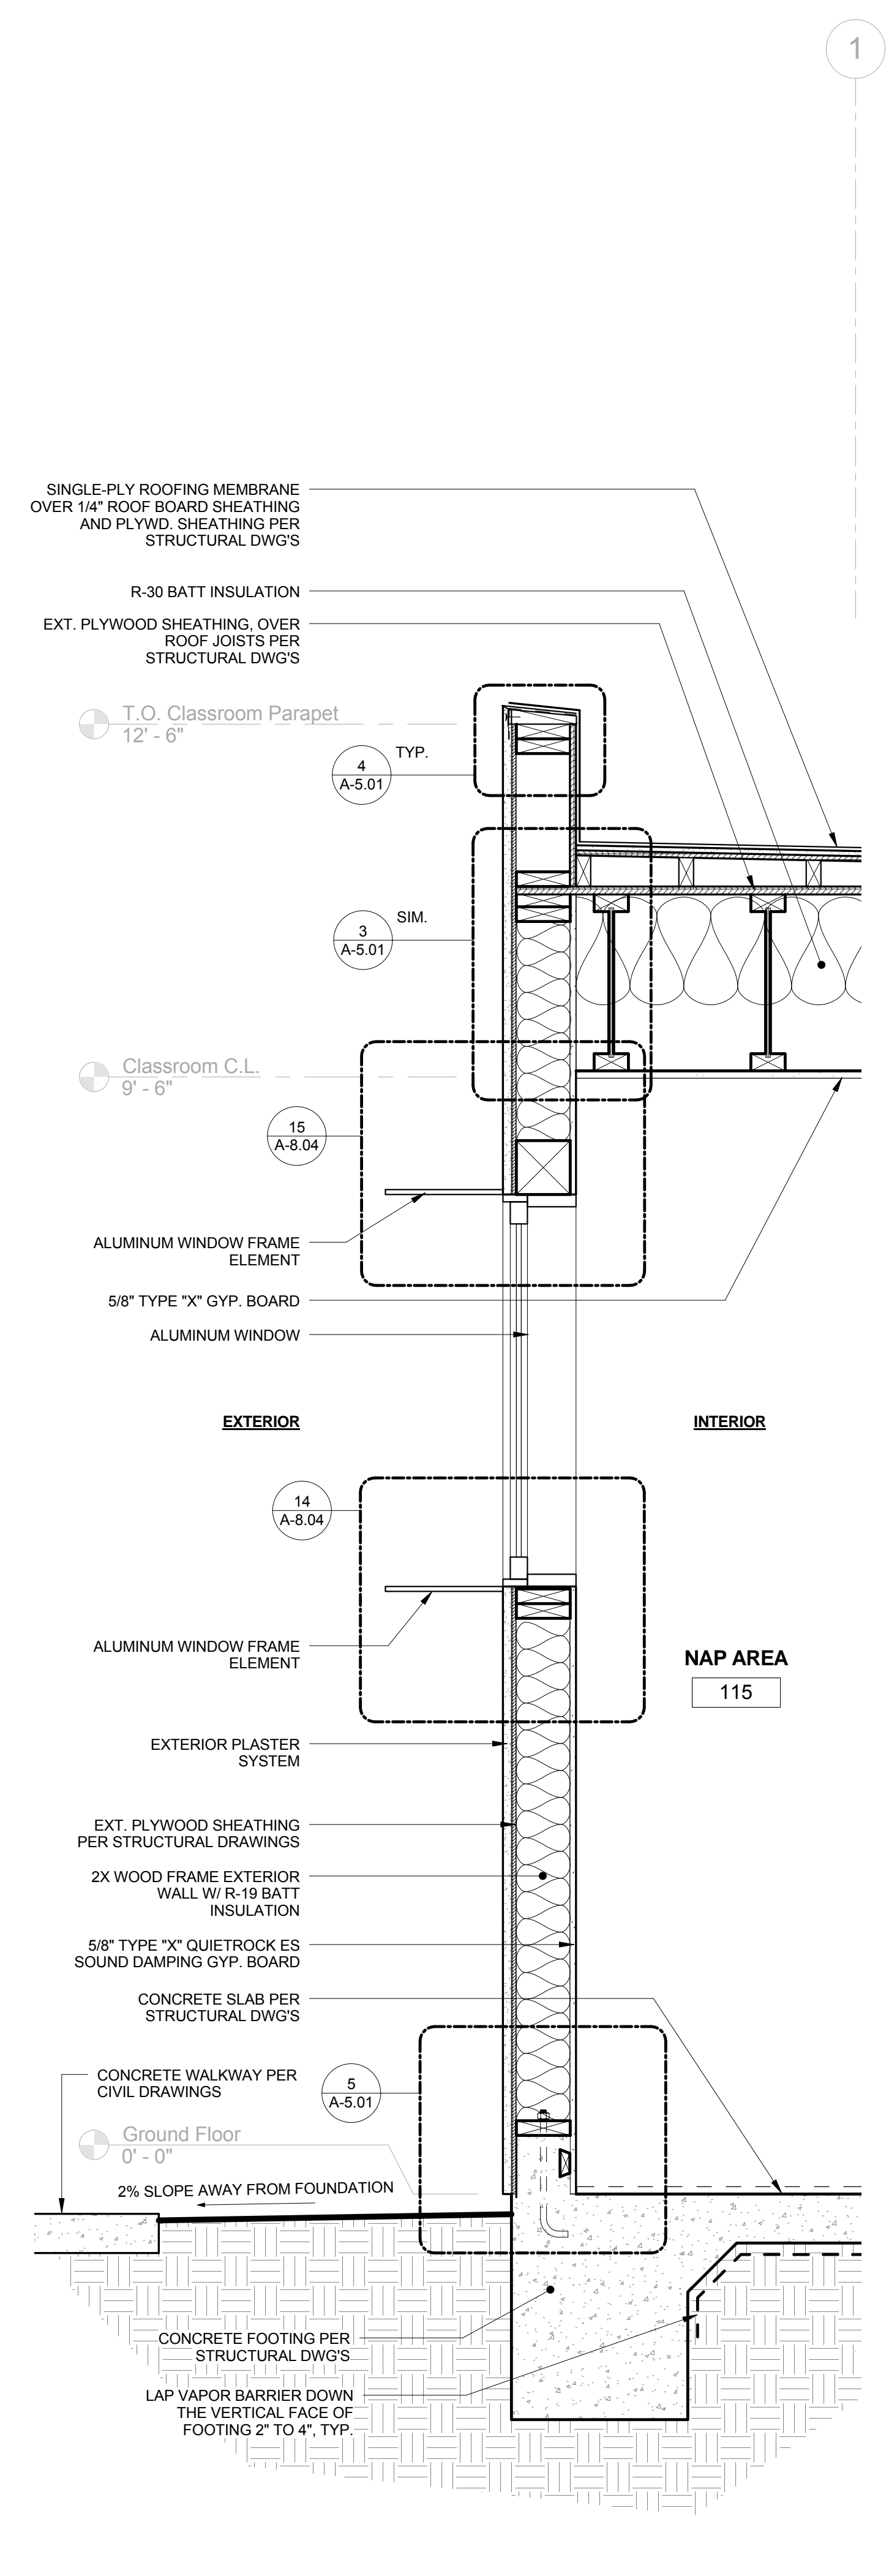 1
SINGLE-PLY ROOFING MEMBRANE
OVER 1/4" ROOF BOARD SHEATHING
AND PLYWD. SHEATHING PER
STRUCTURAL DWG'S
R-30 BATT INSULATION
EXT. PLYWOOD SHEATHING, OVER
ROOF JOISTS PER
STRUCTURAL DWG'S
T.O. Classroom Parapet
12' - 6"
TYP.
4
A-5.01
SIM.
3
A-5.01
Classroom C.L.
9' - 6"
15
A-8.04
ALUMINUM WINDOW FRAME
ELEMENT
5/8" TYPE "X" GYP. BOARD
ALUMINUM WINDOW
EXTERIOR
INTERIOR
14
A-8.04
ALUMINUM WINDOW FRAME
ELEMENT
NAP AREA
115
EXTERIOR PLASTER
SYSTEM
EXT. PLYWOOD SHEATHING
PER STRUCTURAL DRAWINGS
2X WOOD FRAME EXTERIOR
WALL W/ R-19 BATT
INSULATION
5/8" TYPE "X" QUIETROCK ES
SOUND DAMPING GYP. BOARD
CONCRETE SLAB PER
STRUCTURAL DWG'S
CONCRETE WALKWAY PER
CIVIL DRAWINGS
5
A-5.01
Ground Floor
0' - 0"
2% SLOPE AWAY FROM FOUNDATION
CONCRETE FOOTING PER
STRUCTURAL DWG'S
LAP VAPOR BARRIER DOWN
THE VERTICAL FACE OF
FOOTING 2" TO 4", TYP.